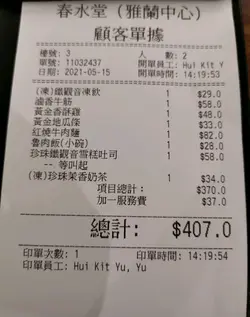 春水堂（雅蘭中心）
顧客單據
檯號: 3 人 數: 2
單號: 11032437 開單員工: Hui Kit Y
日期: 2021-05-15 開單時間: 14:19:53
(凍)鐵觀音凍飲 1 $29.0
滷香牛舫 1 $58.0
黃金香酥雞 1 $48.0
黃金地瓜條 1 $33.0
紅燒牛肉麵 1 $82.0
魯肉飯(小碗) 1 $28.0
珍珠鐵觀音雪糕吐司 1 $58.0
-- 等叫起
(凍)珍珠茉香奶茶 1 $34.0
項目總計: $370.0
加一服務費 $37.0
總計: $407.0
印單次數: 1 印單時間: 14:19:54
印單員工: Hui Kit Yu, Yu